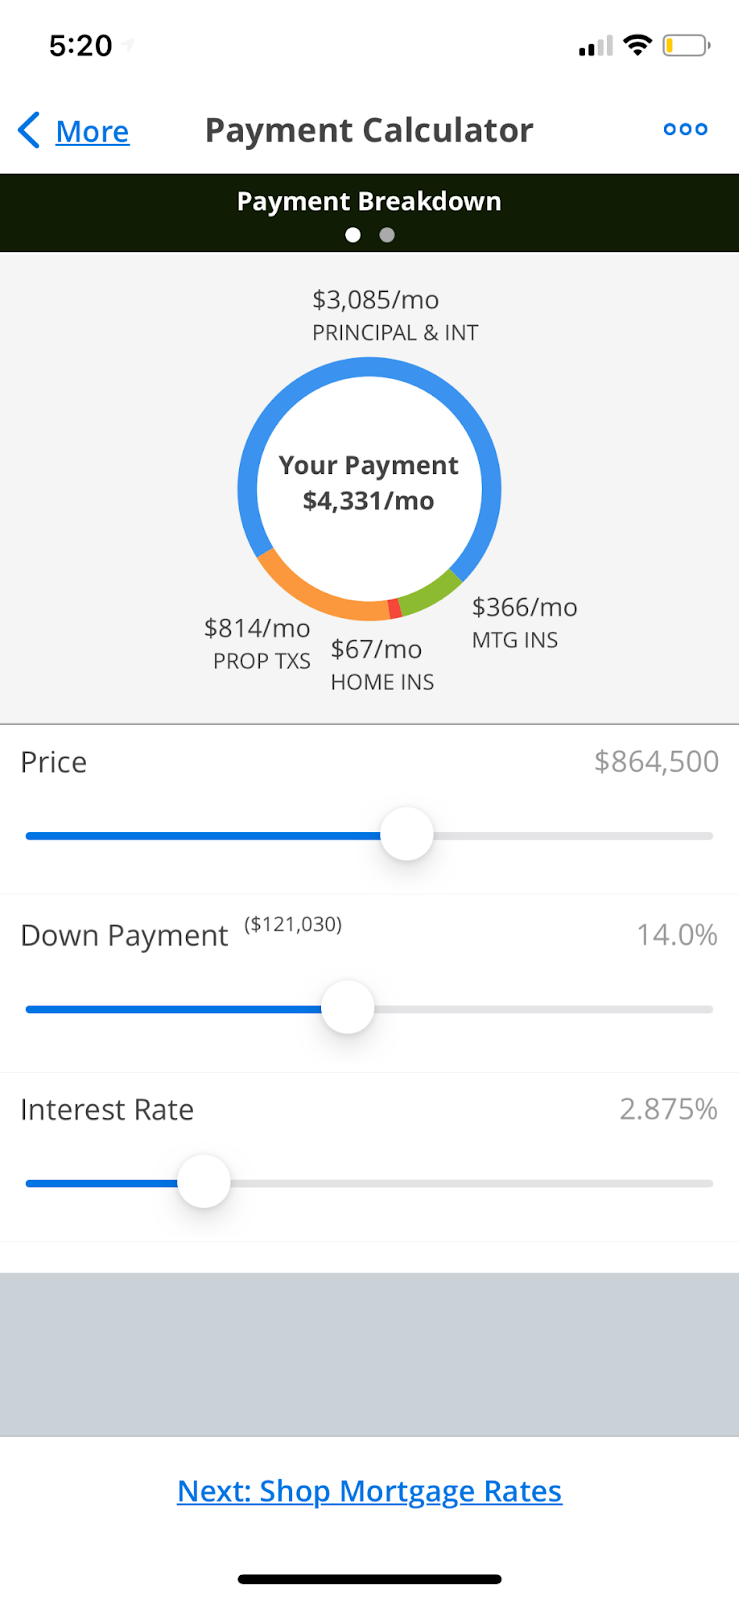 5:20
More
Payment Calculator
Payment Breakdown
$3,085/mo
PRINCIPAL & INT
Your Payment
$4,331/mo
$366/mo
MTG INS
$814/mo
PROP TXS
$67/mo
HOME INS
Price
$864,500
Down Payment ($121,030)
14.0%
Interest Rate
2.875%
Next: Shop Mortgage Rates